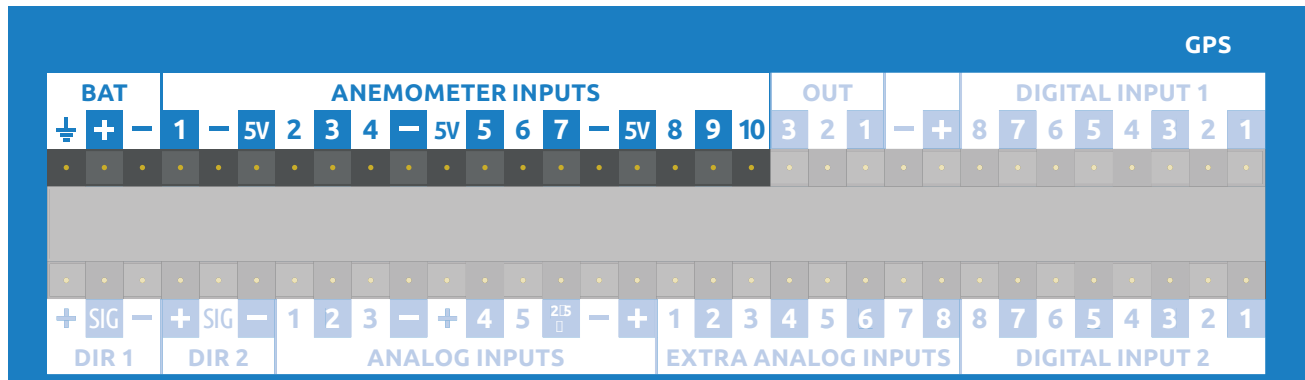 GPS
BAT ANEMOMETER INPUTS OUT DIGITAL INPUT 1
+ − 1 − 5V 2 3 4 − 5V 5 6 7 − 5V 8 9 10 3 2 1 − + 8 7 6 5 4 3 2 1
+ SIG − + SIG − 1 2 3 − + 4 5 − + 1 2 3 4 5 6 7 8 8 7 6 5 4 3 2 1
DIR 1 DIR 2 ANALOG INPUTS EXTRA ANALOG INPUTS DIGITAL INPUT 2